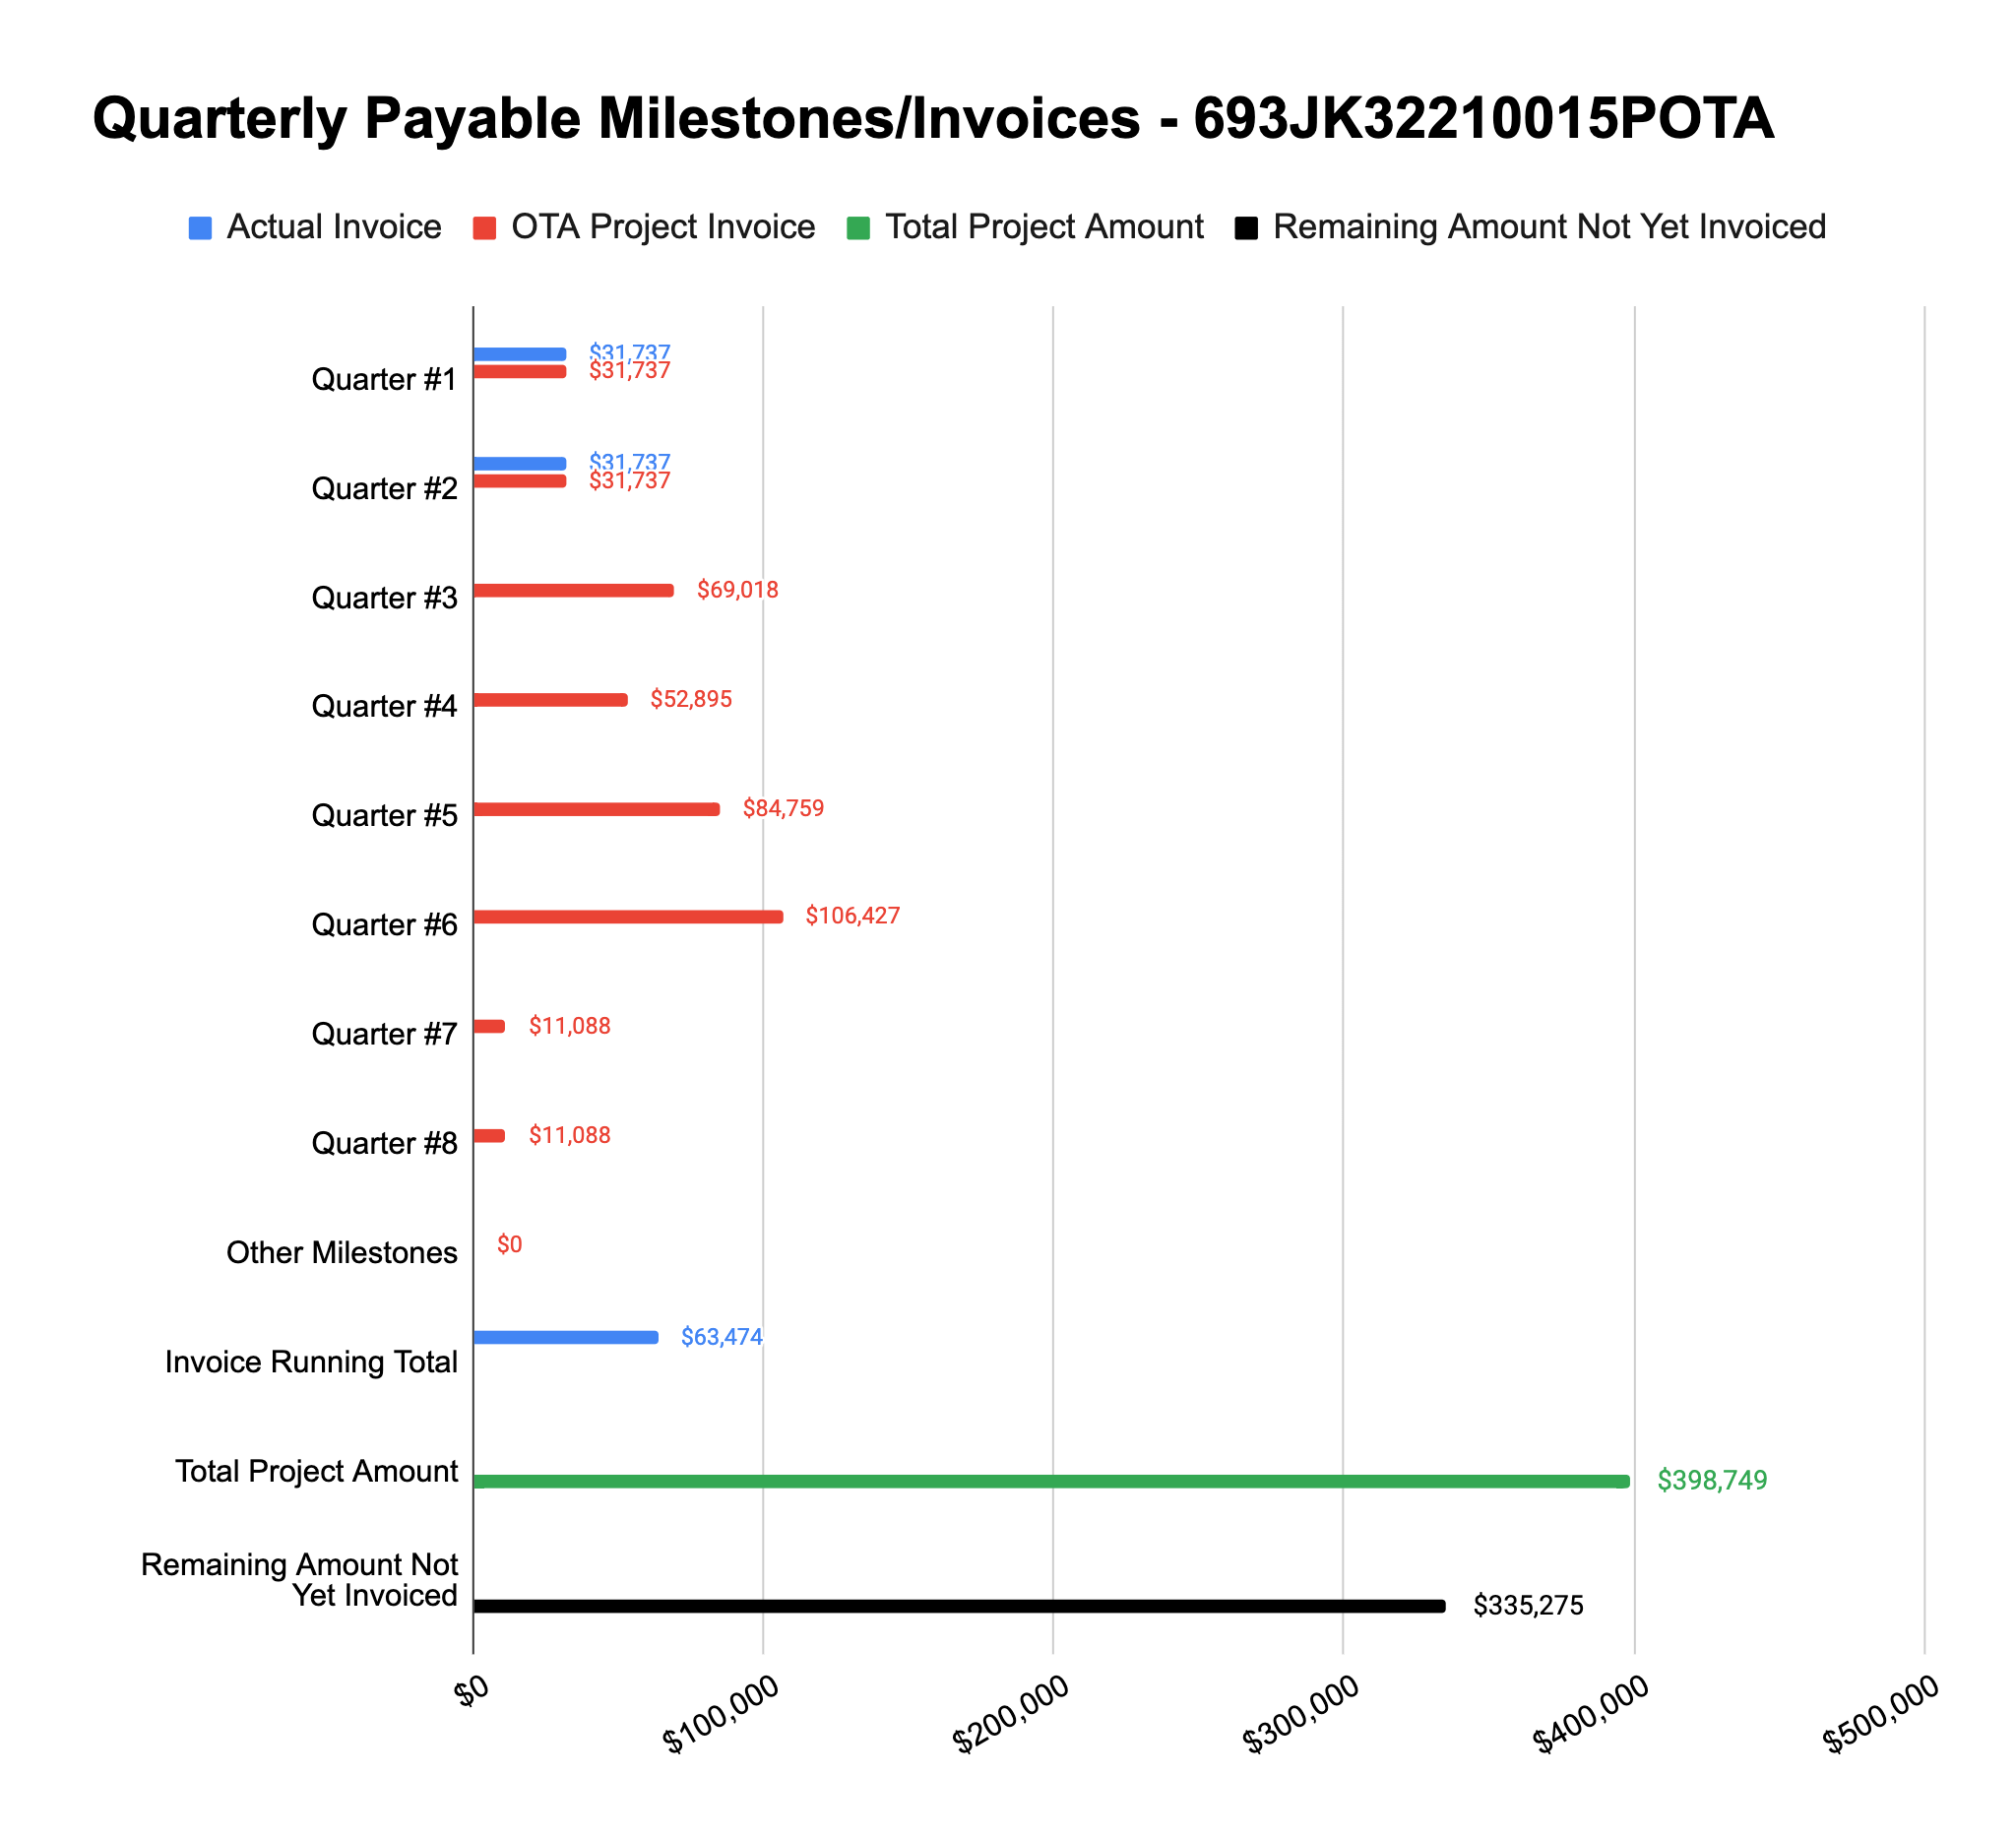 Quarterly Payable Milestones/Invoices - 693JK32210015POTA
Actual Invoice OTA Project Invoice Total Project Amount Remaining Amount Not Yet Invoiced
$31,737
Quarter #1 $31,737
$31,737
Quarter #2 $31,737
Quarter #3 $69,018
Quarter #4 $52,895
Quarter #5 $84,759
Quarter #6 $106,427
Quarter #7 $11,088
Quarter #8 $11,088
Other Milestones $0
Invoice Running Total $63,474
Total Project Amount $398,749
Remaining Amount Not
Yet Invoiced $335,275
$0 $100,000 $200,000 $300,000 $400,000 $500,000